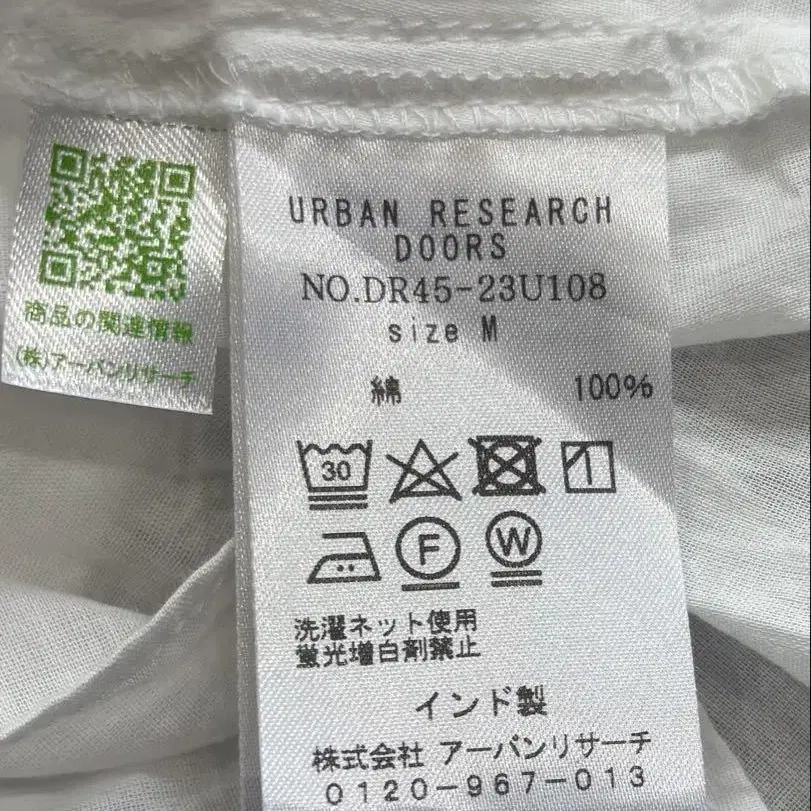 商品の関連情報
(株)アーバンリサーチ
URBAN RESEARCH
DOORS
NO.DR45-23U108
size M
綿 100%
30
F W
洗濯ネット使用
蛍光増白剤禁止
インド製
株式会社 アーバンリサーチ
0120-967-013